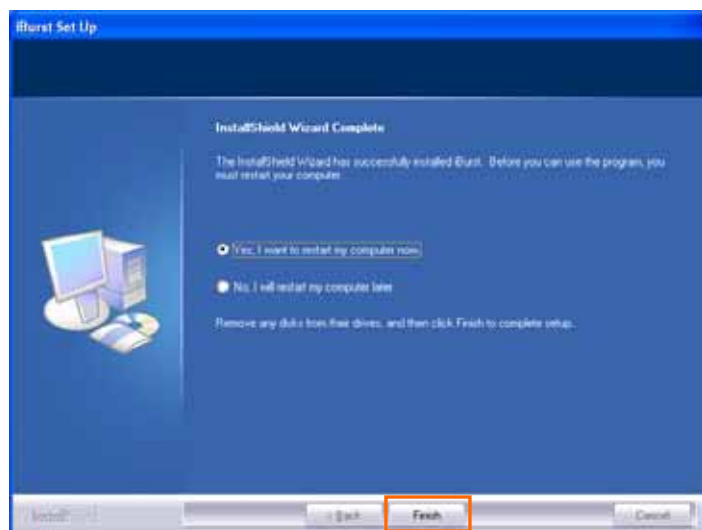 iBurst Set Up
InstallShield Wizard Complete
The InstallShield Wizard has successfully installed iBurst. Before you can use the program, you
must restart your computer.
Yes, I want to restart my computer now.
No, I will restart my computer later.
Remove any disks from their drives, and then click Finish to complete setup.
InstallShield
< Back Finish Cancel